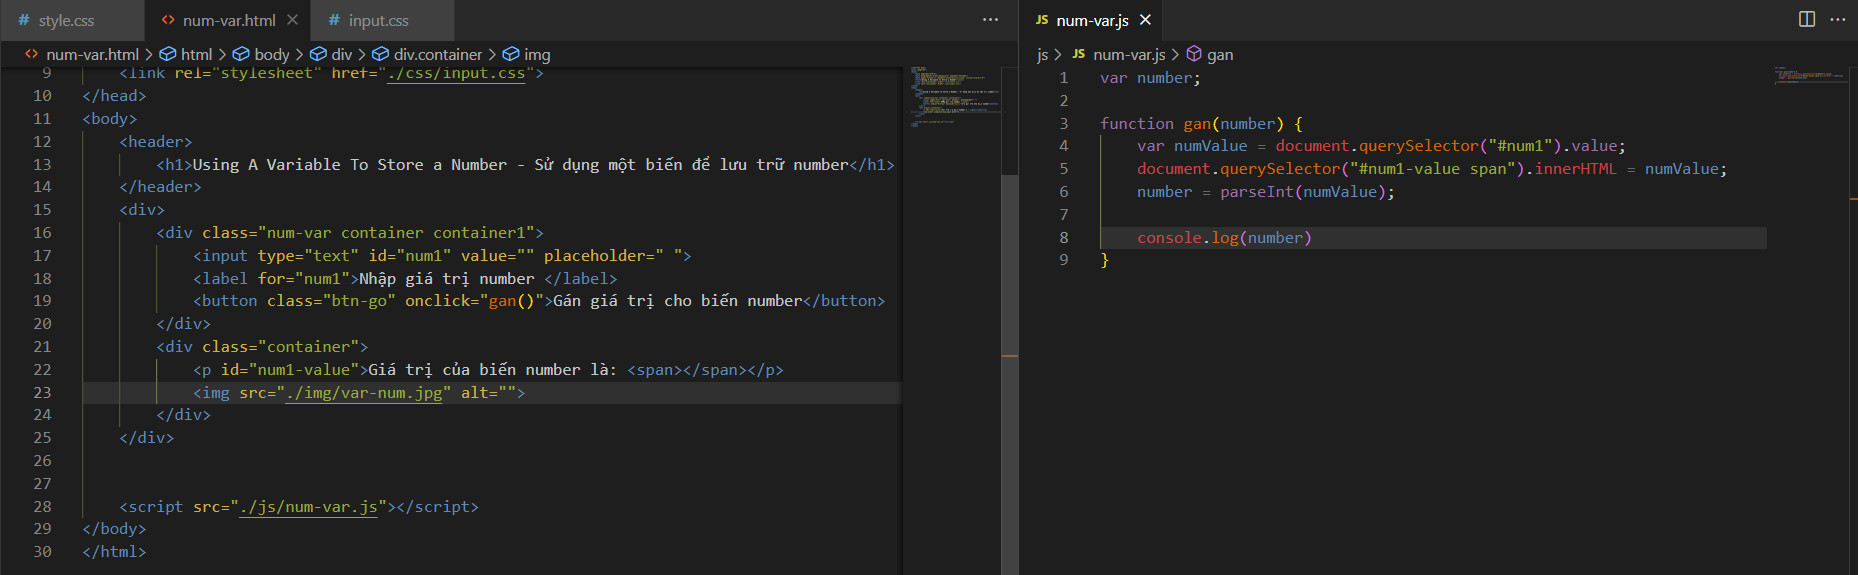 # style.css
<> num-var.html ×
# input.css
...
<> num-var.html > html > body > div > div.container > img
9 <link rel="stylesheet" href="./css/input.css">
10 </head>
11 <body>
12 <header>
13 <h1>Using A Variable To Store a Number - Sử dụng một biến để lưu trữ number</h1>
14 </header>
15 <div>
16 <div class="num-var container container1">
17 <input type="text" id="num1" value="" placeholder=" ">
18 <label for="num1">Nhập giá trị number </label>
19 <button class="btn-go" onclick="gan()">Gán giá trị cho biến number</button>
20 </div>
21 <div class="container">
22 <p id="num1-value">Giá trị của biến number là: <span></span></p>
23 <img src="./img/var-num.jpg" alt="">
24 </div>
25 </div>
26
27
28 <script src="./js/num-var.js"></script>
29 </body>
30 </html>
JS num-var.js ×
...
js > JS num-var.js > gan
1 var number;
2
3 function gan(number) {
4 var numValue = document.querySelector("#num1").value;
5 document.querySelector("#num1-value span").innerHTML = numValue;
6 number = parseInt(numValue);
7
8 console.log(number)
9 }